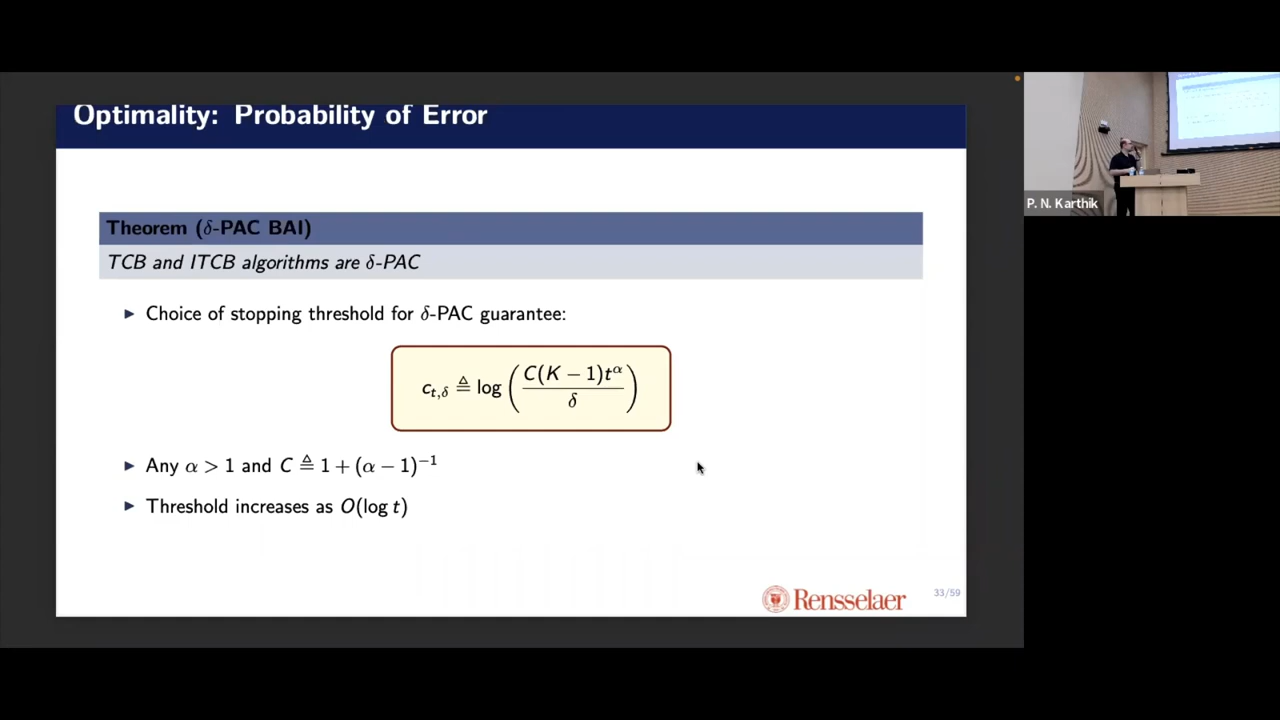 Optimality: Probability of Error
Theorem (δ-PAC BAI)
TCB and ITCB algorithms are δ-PAC
▶ Choice of stopping threshold for δ-PAC guarantee:
c_{t,δ} ≜ log ( C(K − 1)t^α / δ )
▶ Any α > 1 and C ≜ 1 + (α − 1)^{−1}
▶ Threshold increases as O(log t)
Rensselaer
33/59
P. N. Karthik